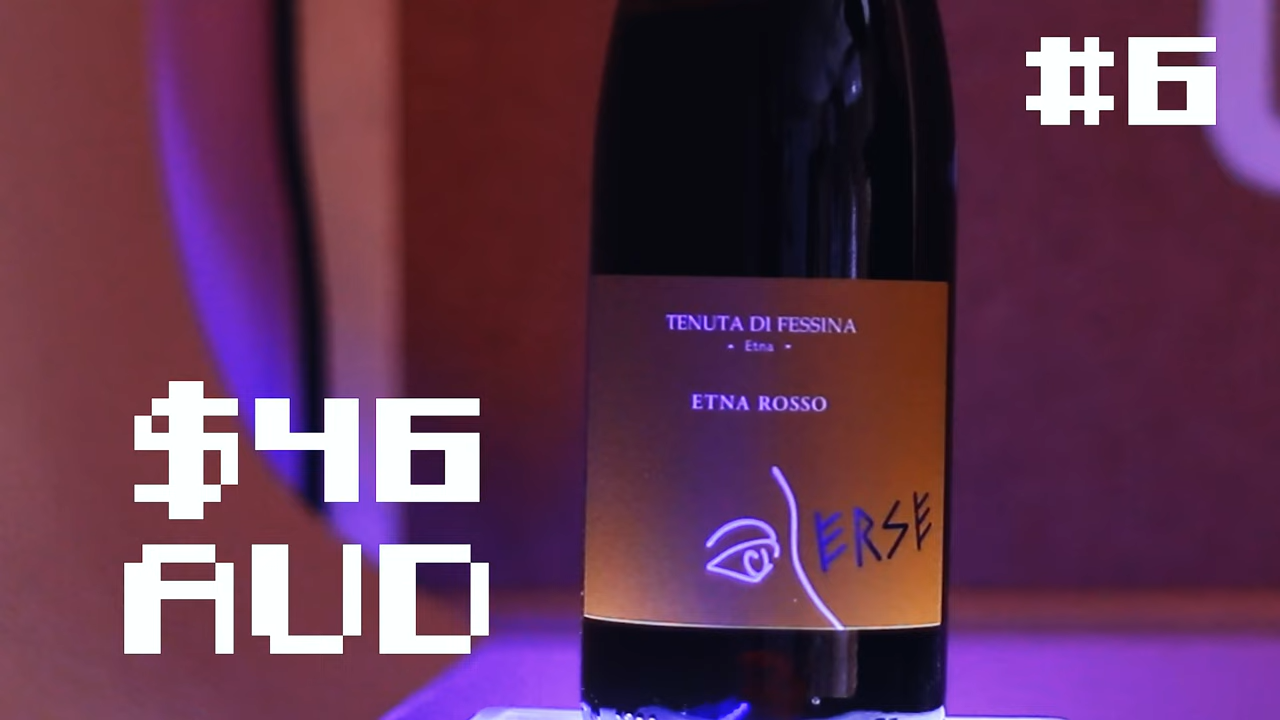 #6
TENUTA DI FESSINA
- Etna -
ETNA ROSSO
ERSE
$46
AUD